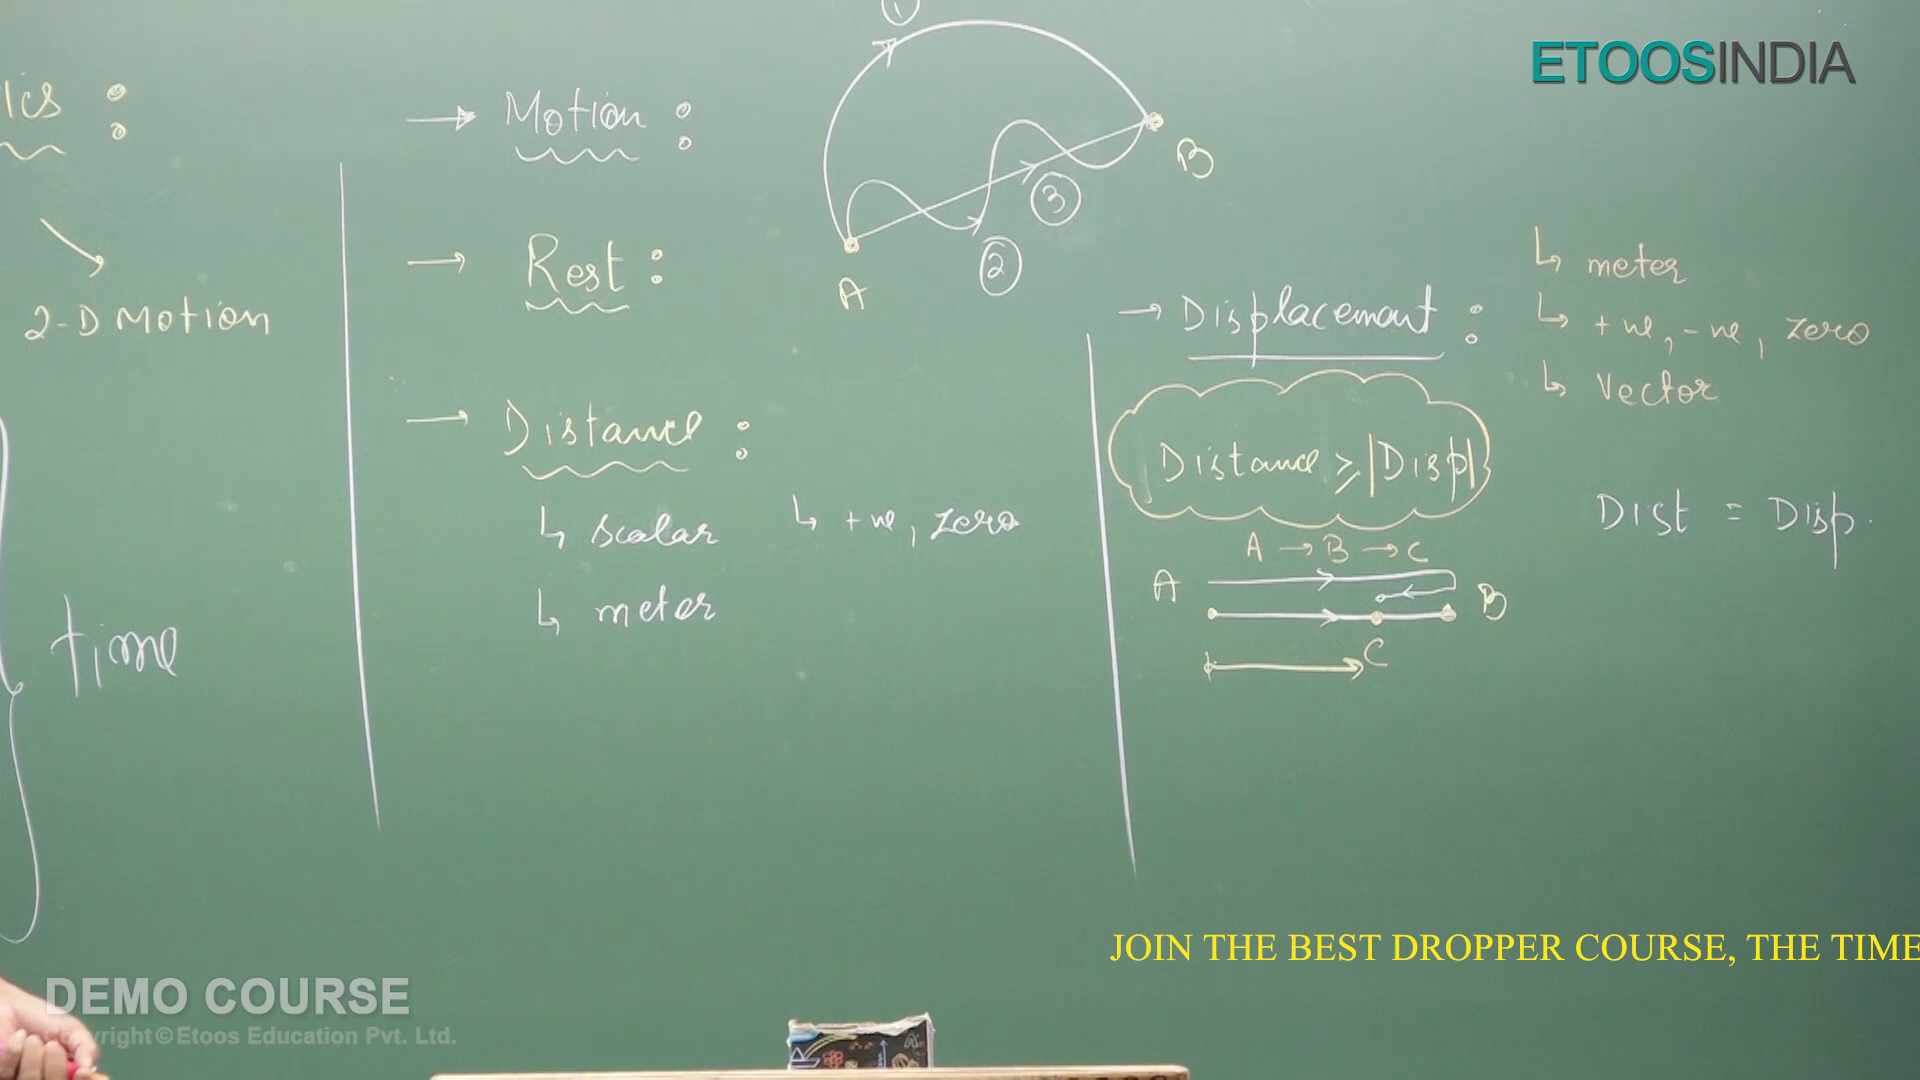 ics :
2-D Motion
time
→ Motion :
→ Rest :
→ Distance :
↳ scalar
↳ meter
↳ +ve, zero
1
2
3
A
B
→ Displacement :
↳ meter
↳ +ve, -ve, zero
↳ Vector
Distance ≥ |Disp|
Dist = Disp.
A → B → C
A
B
C
ETOOSINDIA
JOIN THE BEST DROPPER COURSE, THE TIME
DEMO COURSE
yright © Etoos Education Pvt. Ltd.